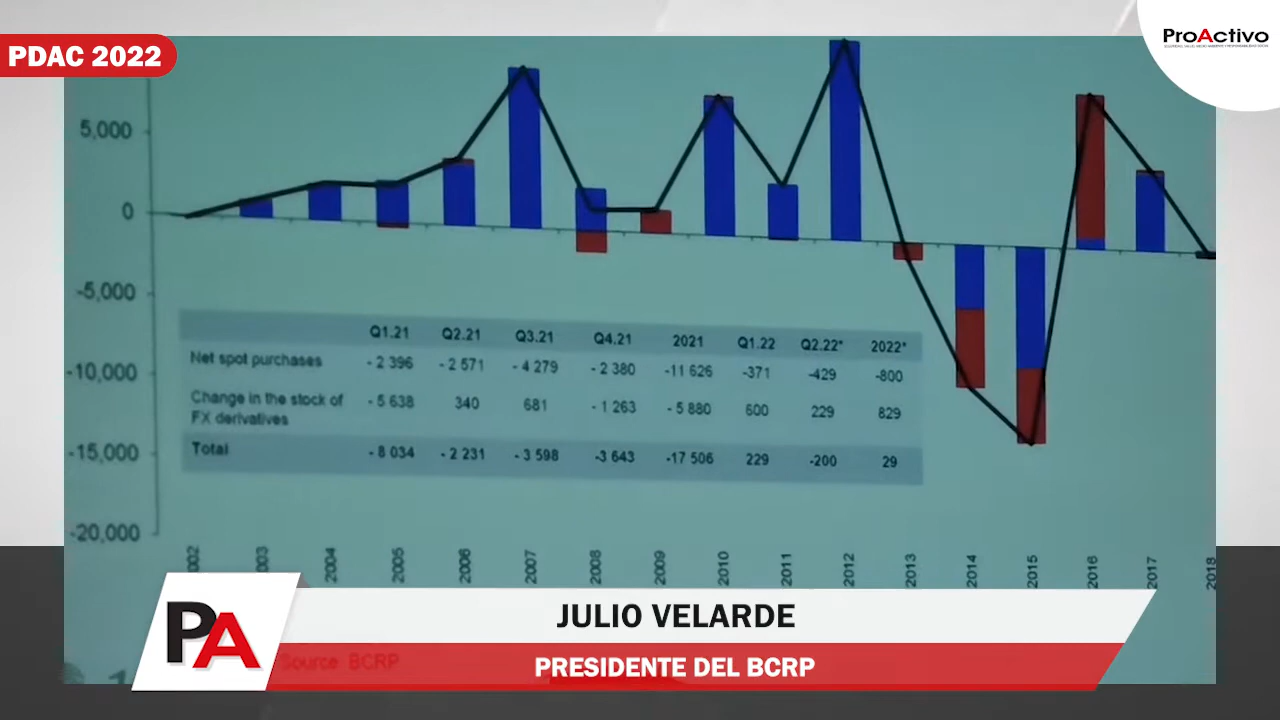 PDAC 2022
ProActivo
5,000
0
-5,000
-10,000
-15,000
-20,000
Q1.21 Q2.21 Q3.21 Q4.21 2021 Q1.22 Q2.22* 2022*
Net spot purchases - 2 396 - 2 571 - 4 279 - 2 380 -11 626 -371 -429 -800
Change in the stock of
FX derivatives - 5 638 340 681 - 1 263 - 5 880 600 229 829
Total - 8 034 - 2 231 - 3 598 -3 643 -17 506 229 -200 29
002 003 2004 2005 2006 2007 2008 2009 2010 2011 2012 2013 2014 2015 2016 2017 2018
PA
JULIO VELARDE
Source: BCRP
PRESIDENTE DEL BCRP